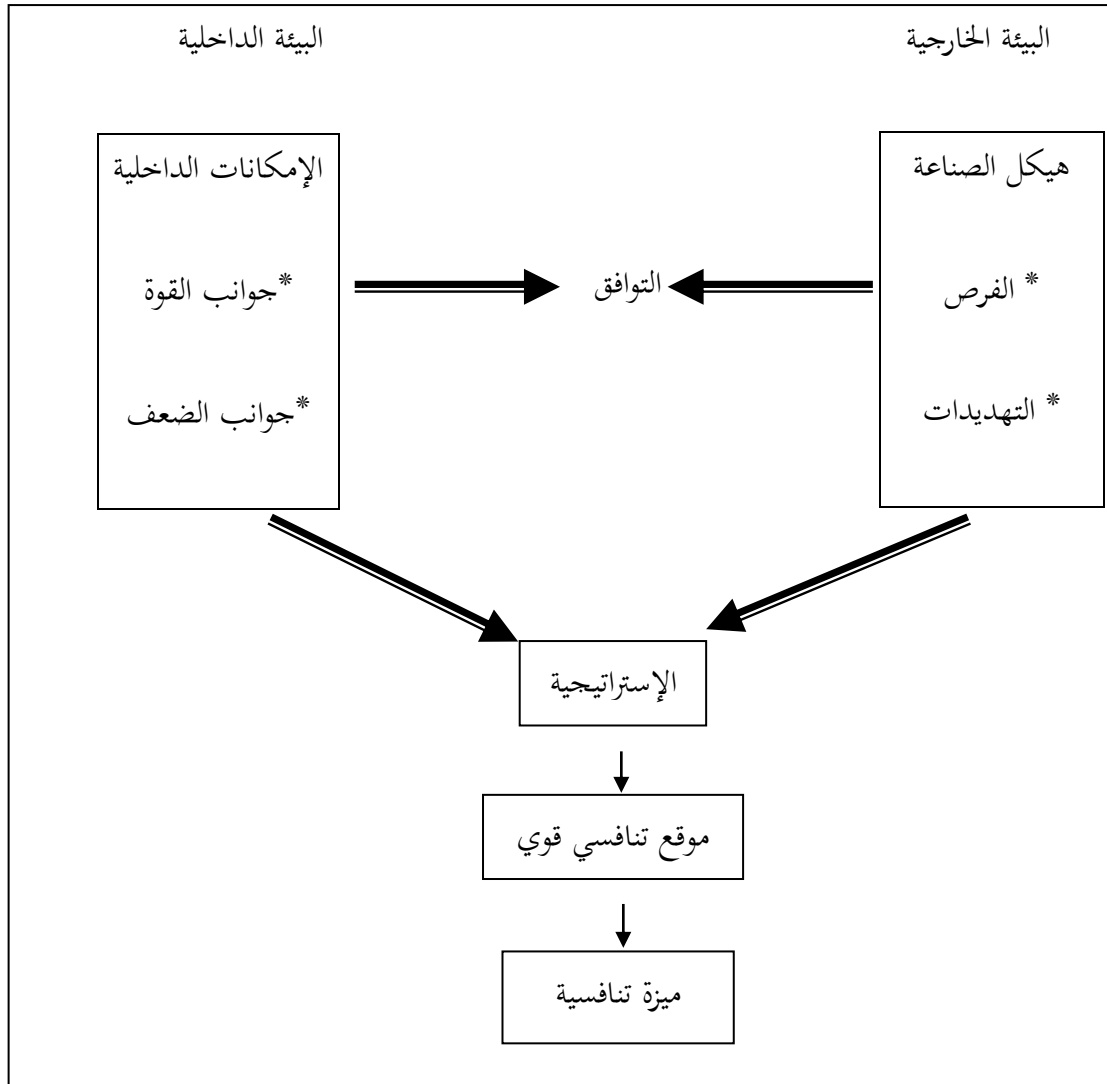 البيئة الخارجية
البيئة الداخلية
هيكل الصناعة
* الفرص
* التهديدات
التوافق
الإمكانات الداخلية
*جوانب القوة
*جوانب الضعف
الإستراتيجية
موقع تنافسي قوي
ميزة تنافسية